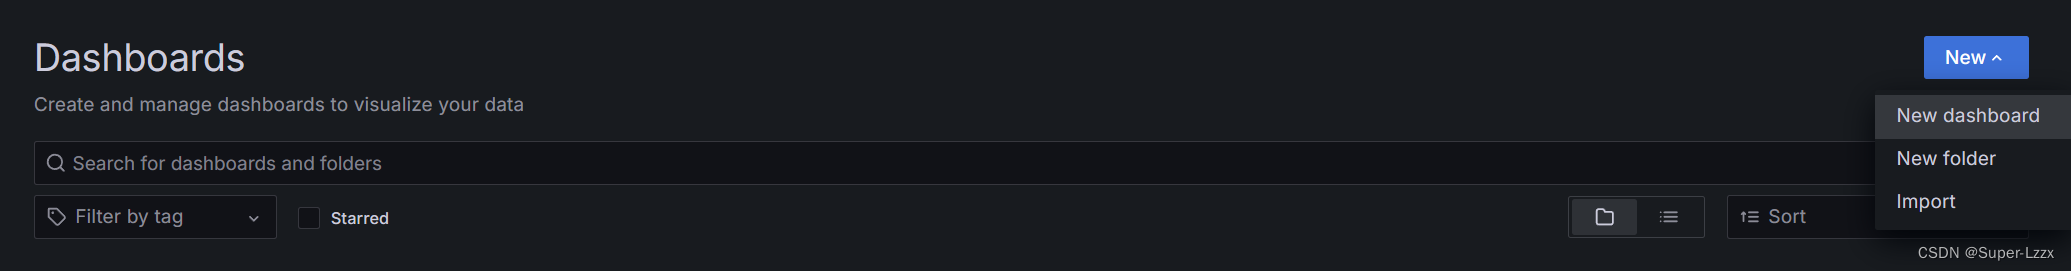 Dashboards
New
Create and manage dashboards to visualize your data
New dashboard
Search for dashboards and folders
New folder
Import
Filter by tag
Starred
Sort
CSDN @Super-Lzzx